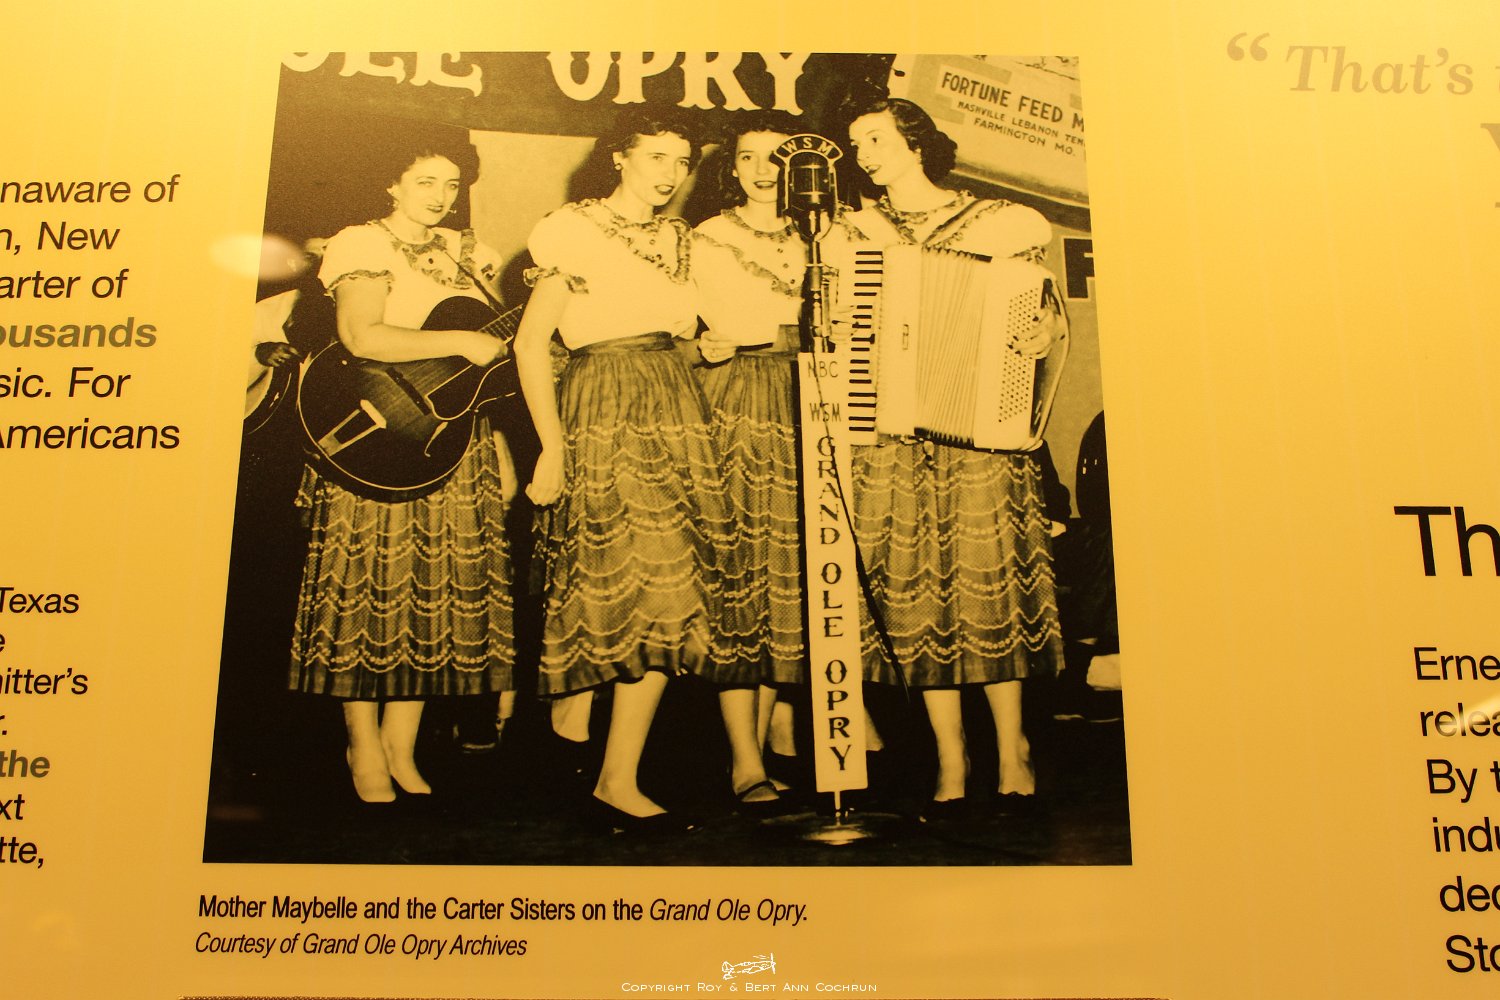 naware of
n, New
arter of
ousands
sic. For
Americans
Texas
e
itter's
r.
the
xt
tte,
OLE OPRY
FORTUNE FEED M
NASHVILLE LEBANON TEN
FARMINGTON MO.
WSM
NBC
WSM
GRAND OLE OPRY
F
Mother Maybelle and the Carter Sisters on the Grand Ole Opry.
Courtesy of Grand Ole Opry Archives
“That’s t
Y
Th
Erne
relea
By t
indu
dec
Sto
Copyright Roy & Bert Ann Cochrun